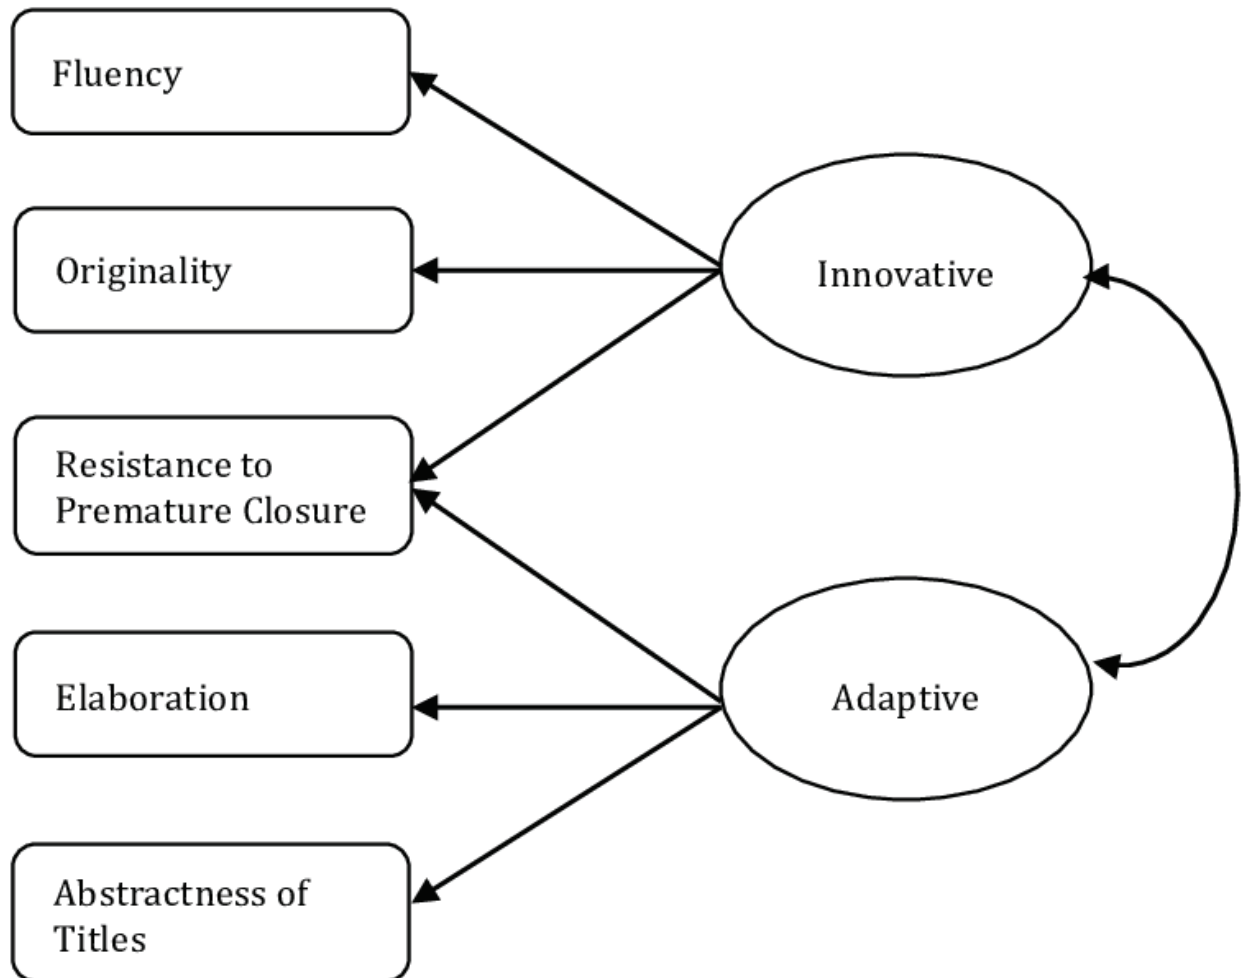 Fluency
Originality
Innovative
Resistance to
Premature Closure
Elaboration
Adaptive
Abstractness of
Titles